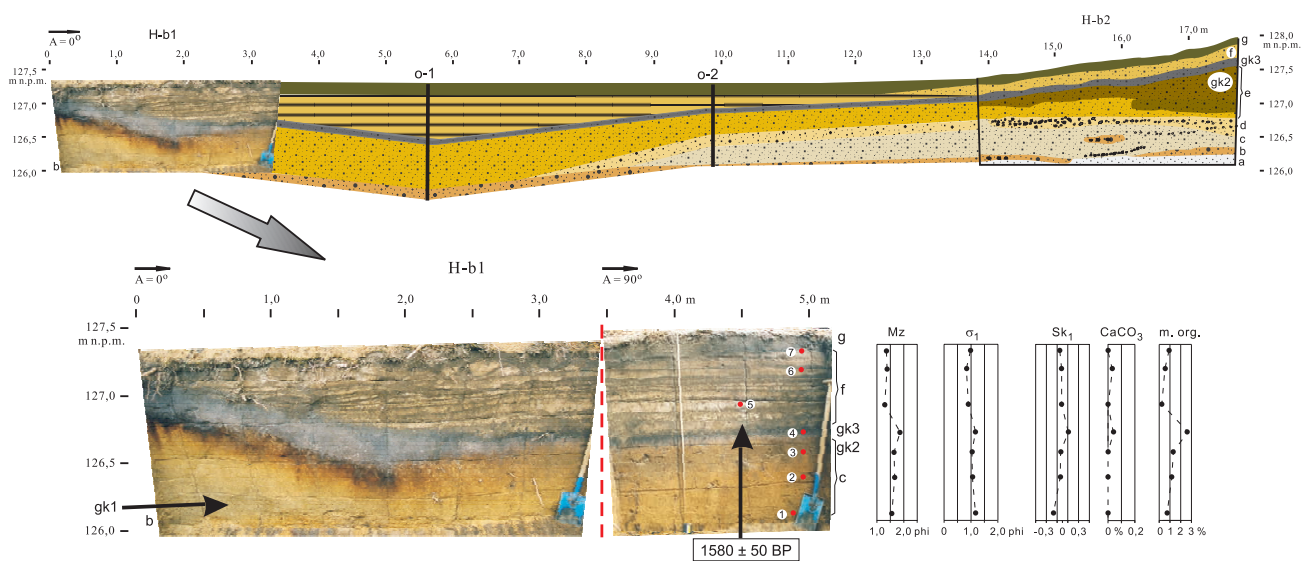 H-b1 H-b2
A = 0° 0 1,0 2,0 3,0 4,0 5,0 6,0 7,0 8,0 9,0 10,0 11,0 12,0 13,0 14,0 15,0 16,0 17,0 m
127,5 o-1 o-2 128,0
m n.p.m. m n.p.m.
127,0 127,5
126,5 127,0
126,0 126,5
126,0
g
f
gk3
gk2
e
d
c
b
a
b
H-b1
A = 0° A = 90°
0 1,0 2,0 3,0 4,0 m 5,0 m
127,5
m n.p.m.
127,0
126,5
126,0
gk1
b
g
7
6
f
5
4 gk3
gk2
3
2 c
1
1580 ± 50 BP
Mz σ1 Sk1 CaCO3 m. org.
1,0 2,0 phi 0 1,0 2,0 phi -0,3 0 0,3 0 % 0,2 0 1 2 3 %